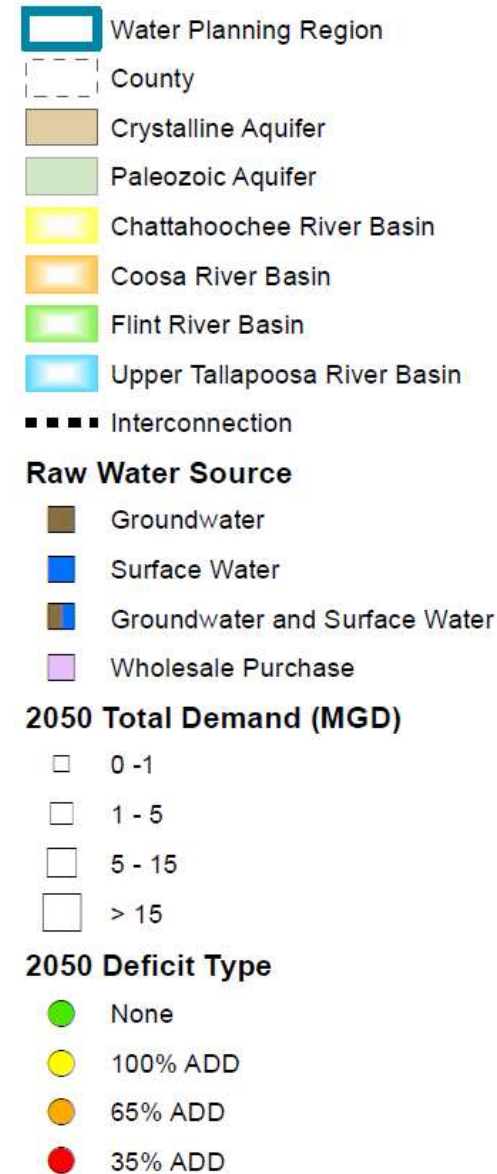 Water Planning Region
County
Crystalline Aquifer
Paleozoic Aquifer
Chattahoochee River Basin
Coosa River Basin
Flint River Basin
Upper Tallapoosa River Basin
Interconnection
Raw Water Source
Groundwater
Surface Water
Groundwater and Surface Water
Wholesale Purchase
2050 Total Demand (MGD)
0 -1
1 - 5
5 - 15
> 15
2050 Deficit Type
None
100% ADD
65% ADD
35% ADD